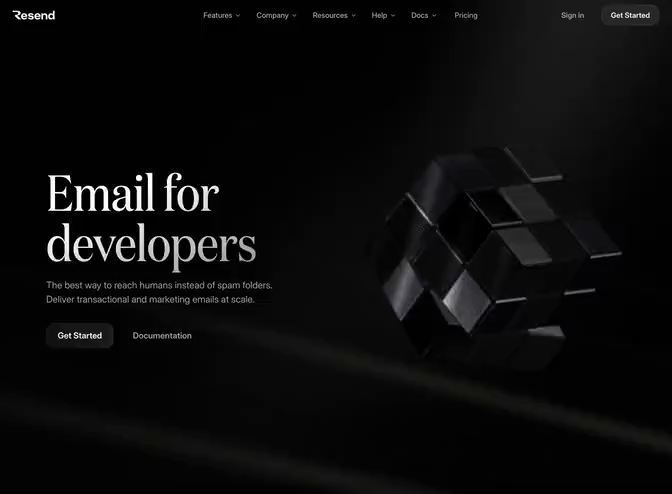 Resend
Features
Company
Resources
Help
Docs
Pricing
Sign In
Get Started
Email for
developers
The best way to reach humans instead of spam folders.
Deliver transactional and marketing emails at scale.
Get Started
Documentation